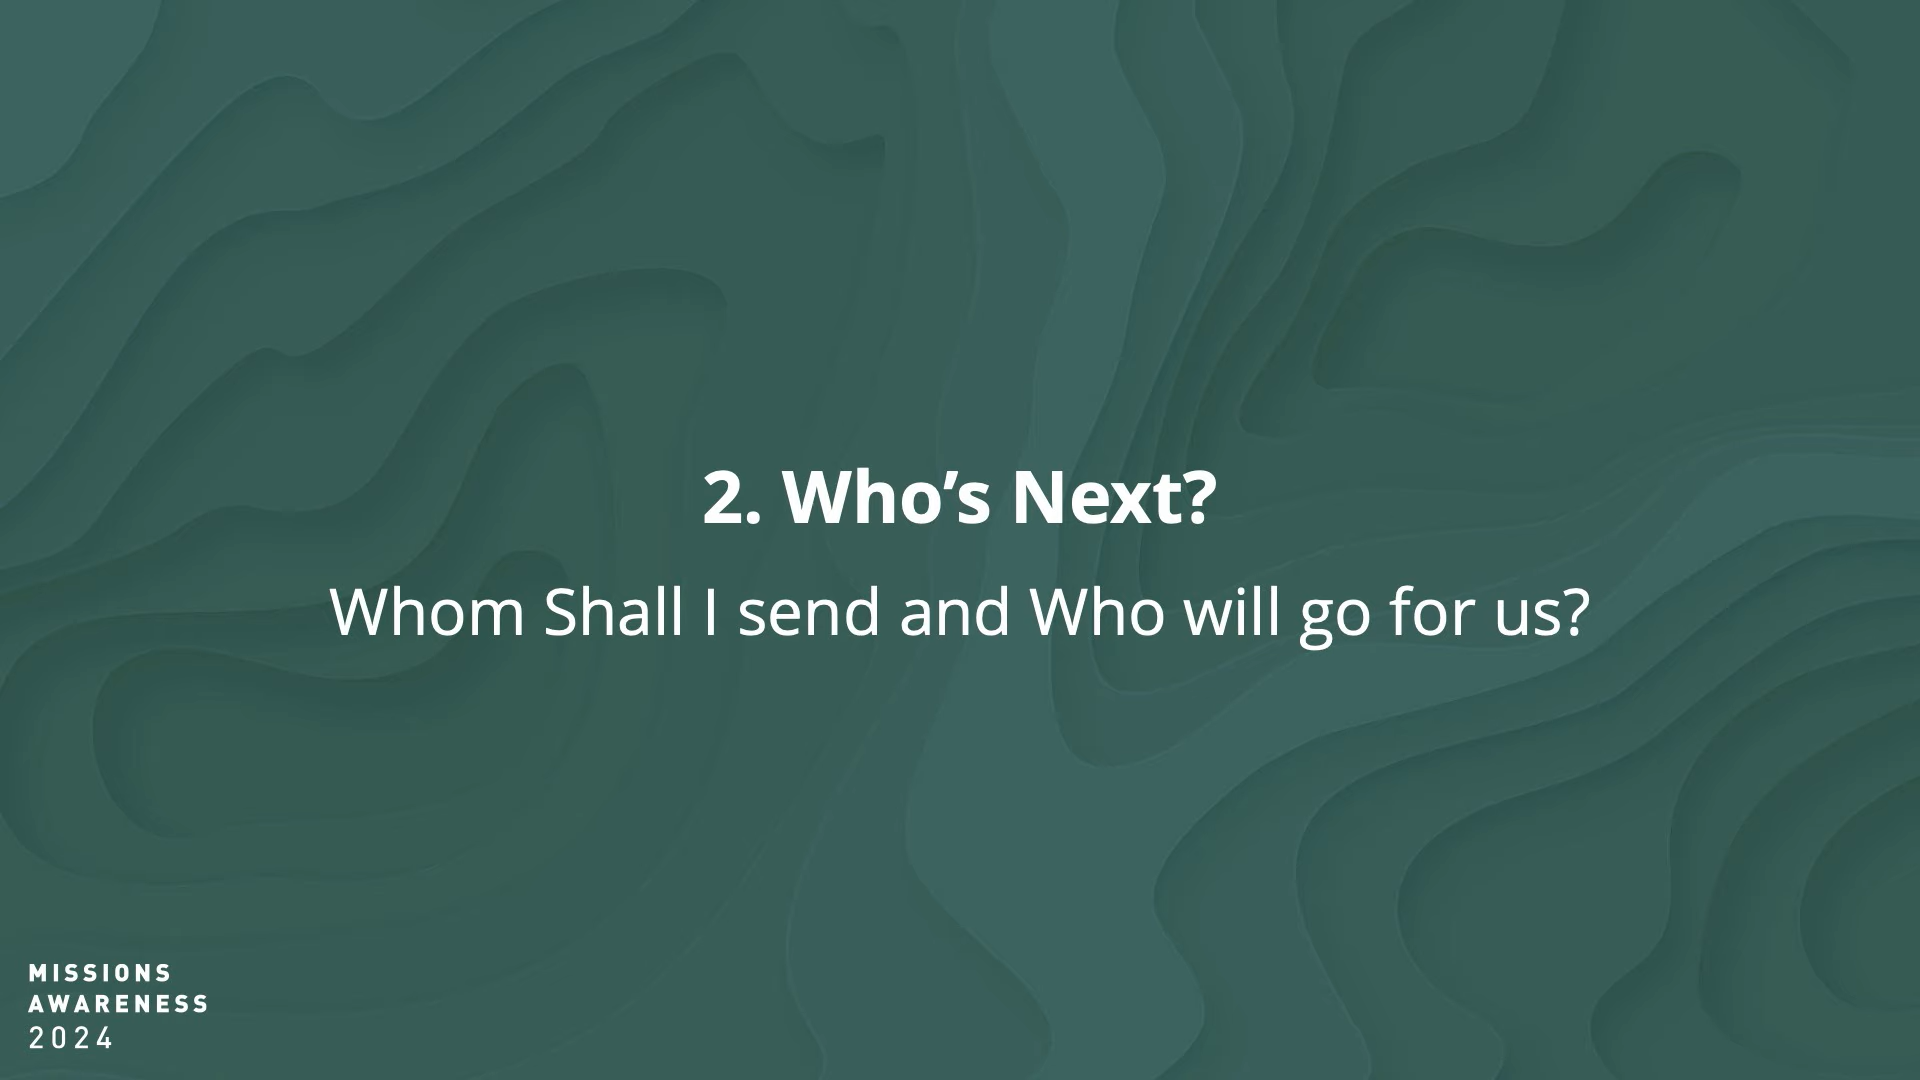 2. Who’s Next?
Whom Shall I send and Who will go for us?
MISSIONS
AWARENESS
2024